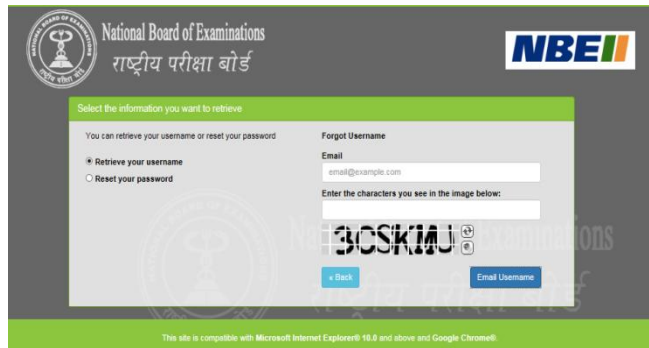 National Board of Examinations
राष्ट्रीय परीक्षा बोर्ड
NBE
Select the information you want to retrieve
You can retrieve your username or reset your password
Retrieve your username
Reset your password
Forgot Username
Email
email@example.com
Enter the characters you see in the image below:
3CSKMJ
« Back
Email Username
This site is compatible with Microsoft Internet Explorer® 10.0 and above and Google Chrome®.